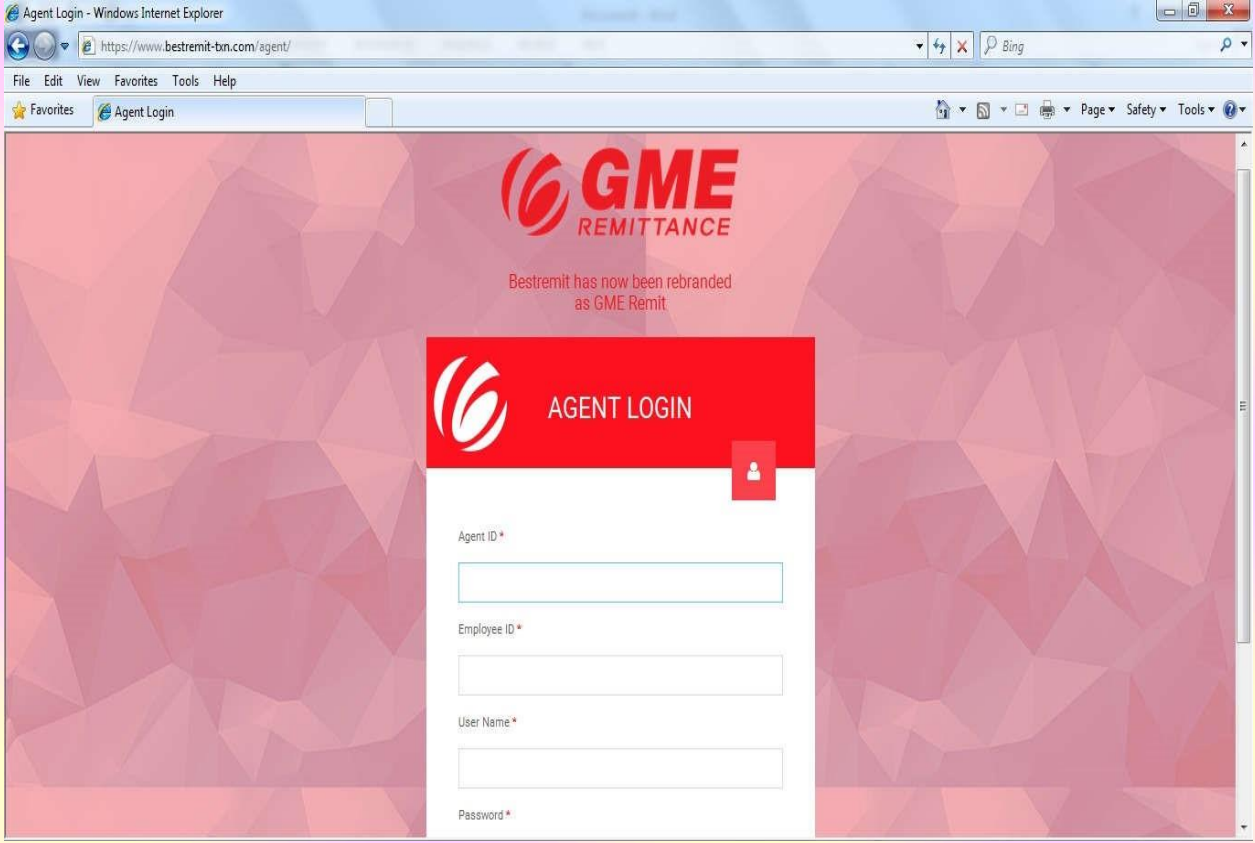 Agent Login - Windows Internet Explorer
https://www.bestremit-txn.com/agent/
Bing
File Edit View Favorites Tools Help
Favorites Agent Login
Page Safety Tools
GME
REMITTANCE
Bestremit has now been rebranded
as GME Remit
AGENT LOGIN
Agent ID *
Employee ID *
User Name *
Password *